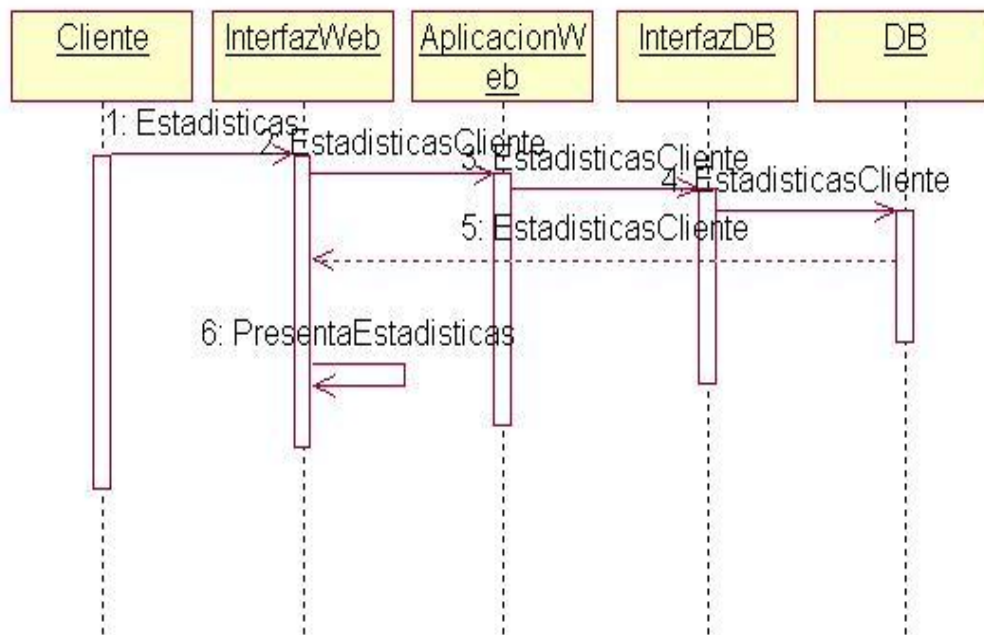 Cliente
InterfazWeb
AplicacionW
eb
InterfazDB
DB
1: Estadisticas
2: EstadisticasCliente
3: EstadisticasCliente
4: EstadisticasCliente
5: EstadisticasCliente
6: PresentaEstadisticas